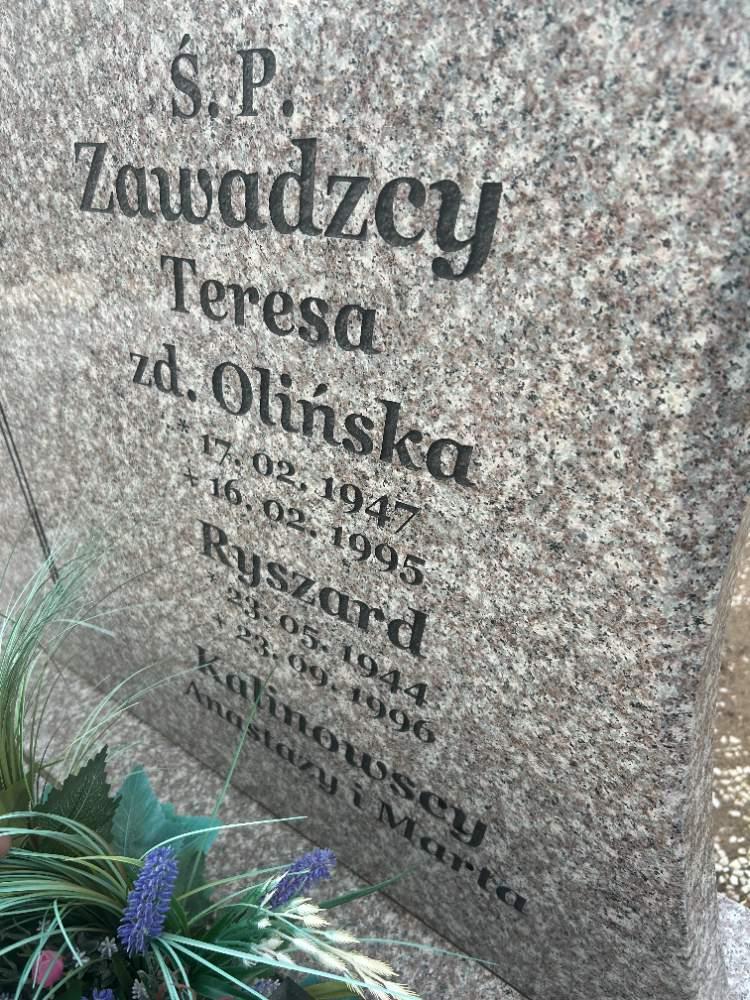 Ś. P.
Zawadzcy
Teresa
zd. Olińska
* 17. 02. 1947
+ 16. 02. 1995
Ryszard
* 23. 05. 1944
+ 23. 09. 1996
Kalinowscy
Anastazy i Marta